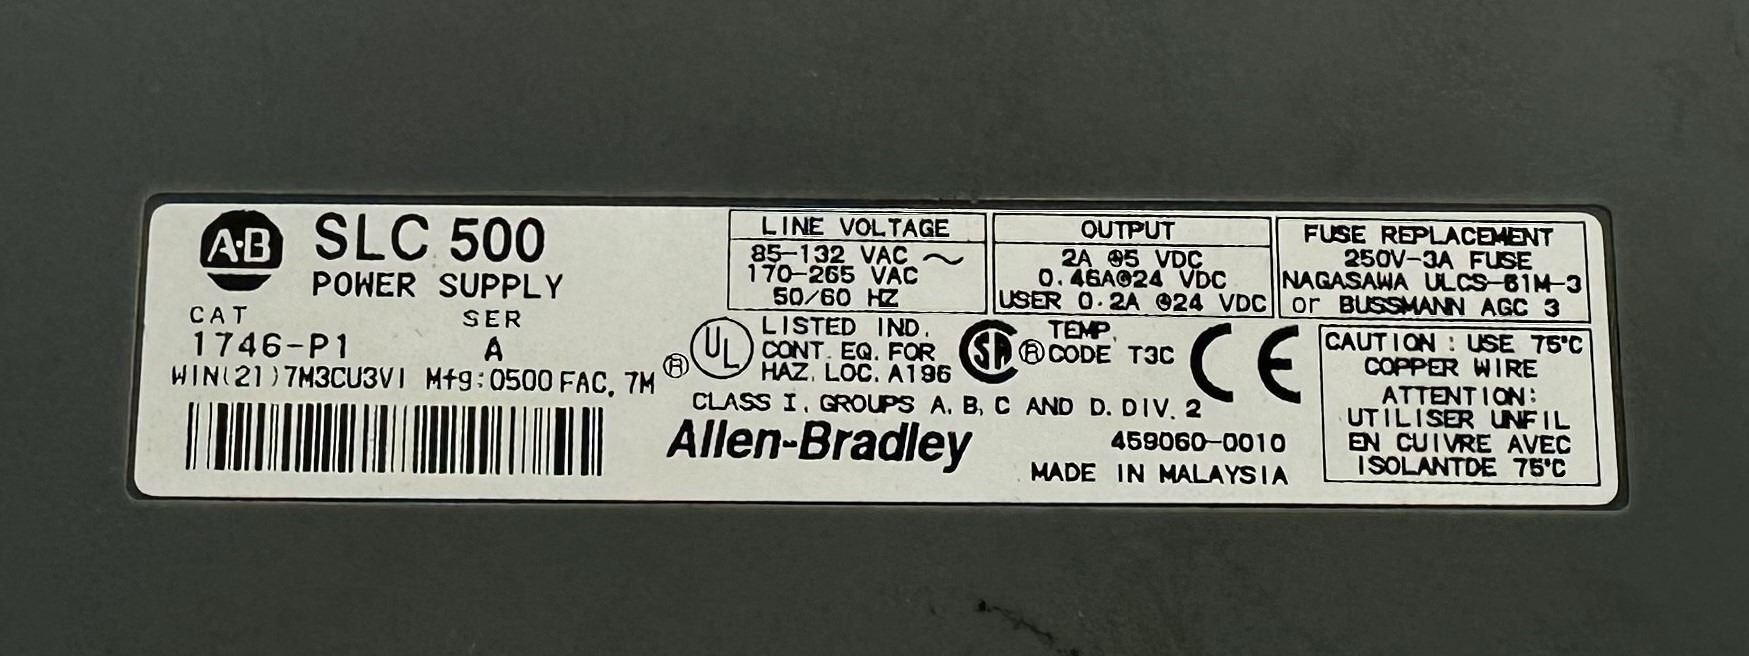 A·B
SLC 500
POWER SUPPLY
CAT SER
1746-P1 A
WIN(21)7M3CU3VI Mfg:0500 FAC. 7M
LINE VOLTAGE
85-132 VAC ~
170-265 VAC
50/60 HZ
OUTPUT
2A @5 VDC
0.46A@24 VDC
USER 0.2A @24 VDC
FUSE REPLACEMENT
250V-3A FUSE
NAGASAWA ULCS-61M-3
or BUSSMANN AGC 3
UL ®
LISTED IND.
CONT. EQ. FOR
HAZ. LOC. A196
SA ®
TEMP.
CODE T3C
CE
CLASS I, GROUPS A, B, C AND D. DIV. 2
Allen-Bradley
459060-0010
MADE IN MALAYSIA
CAUTION : USE 75°C
COPPER WIRE
ATTENTION:
UTILISER UNFIL
EN CUIVRE AVEC
ISOLANTDE 75°C